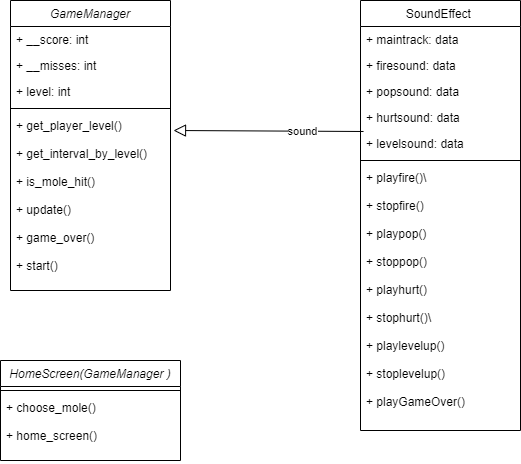 GameManager
+ __score: int
+ __misses: int
+ level: int
+ get_player_level()
+ get_interval_by_level()
+ is_mole_hit()
+ update()
+ game_over()
+ start()
sound
SoundEffect
+ maintrack: data
+ firesound: data
+ popsound: data
+ hurtsound: data
+ levelsound: data
+ playfire()\
+ stopfire()
+ playpop()
+ stoppop()
+ playhurt()
+ stophurt()\
+ playlevelup()
+ stoplevelup()
+ playGameOver()
HomeScreen(GameManager )
+ choose_mole()
+ home_screen()